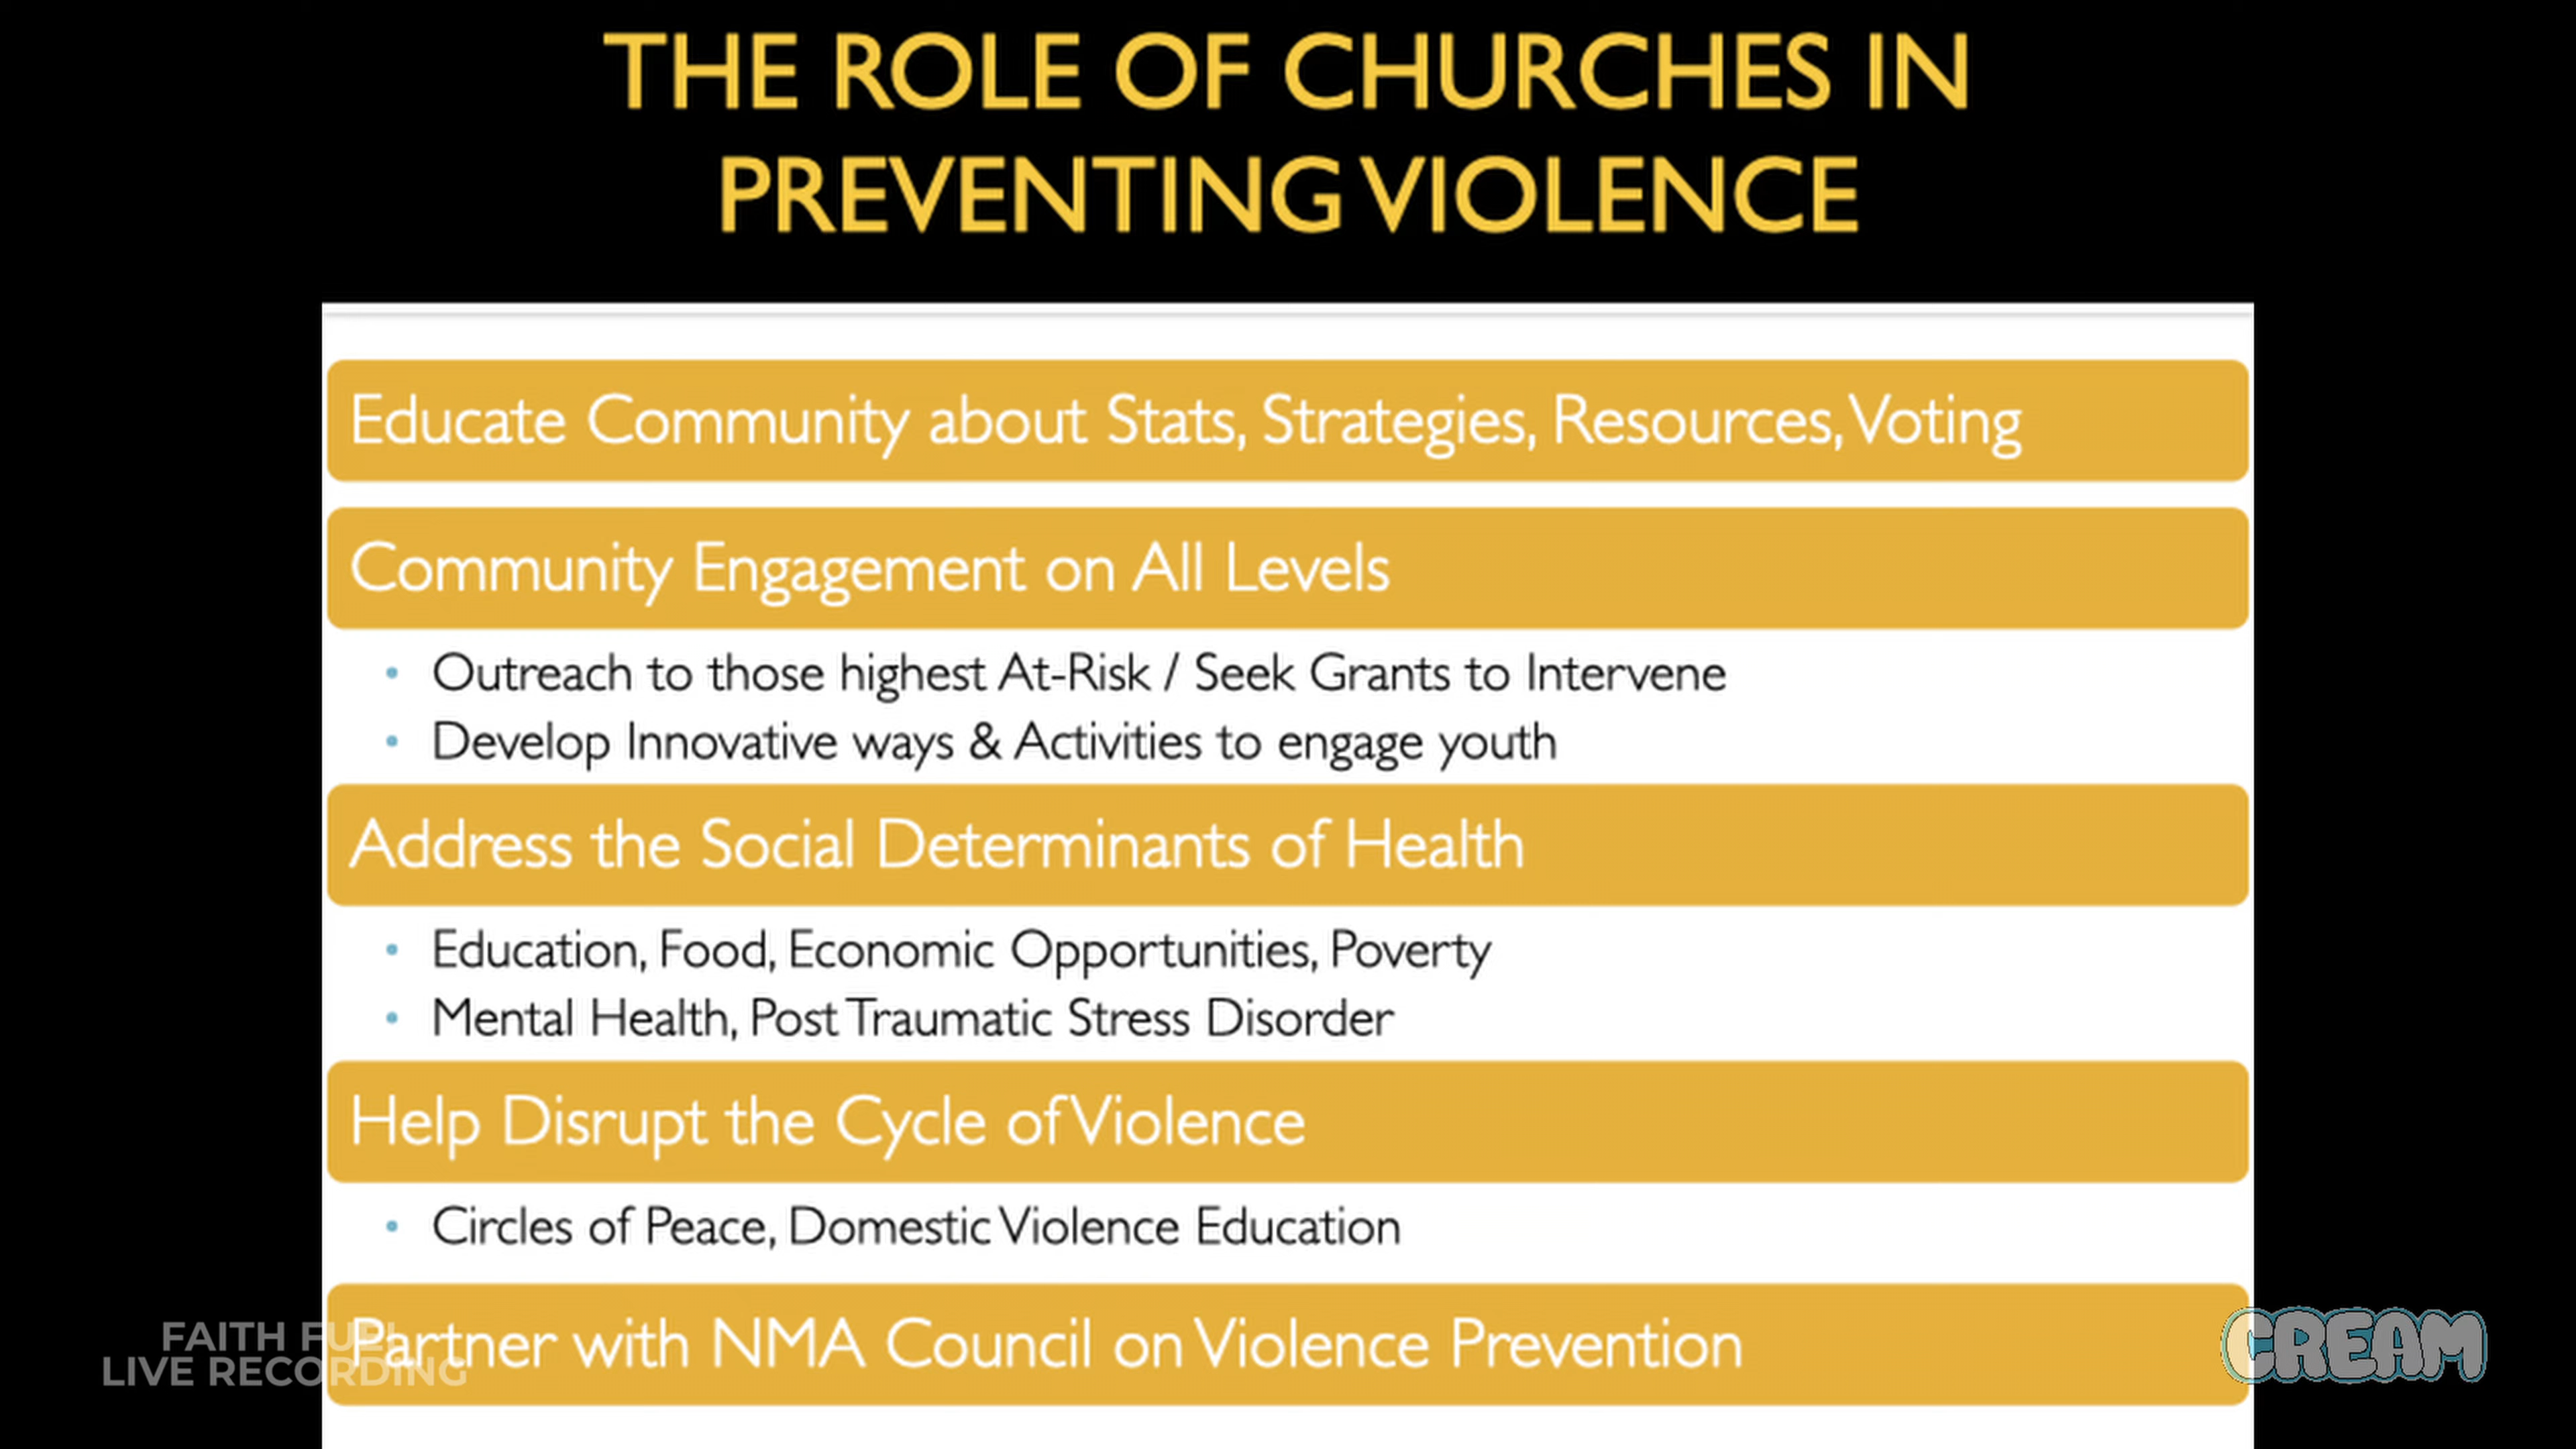 THE ROLE OF CHURCHES IN
PREVENTING VIOLENCE
Educate Community about Stats, Strategies, Resources, Voting
Community Engagement on All Levels
• Outreach to those highest At-Risk / Seek Grants to Intervene
• Develop Innovative ways & Activities to engage youth
Address the Social Determinants of Health
• Education, Food, Economic Opportunities, Poverty
• Mental Health, Post Traumatic Stress Disorder
Help Disrupt the Cycle of Violence
• Circles of Peace, Domestic Violence Education
Partner with NMA Council on Violence Prevention
FAITH FUEL
LIVE RECORDING
CREAM